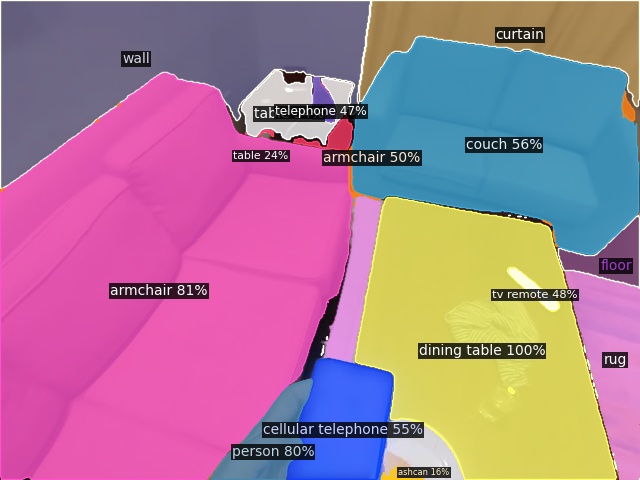 curtain
wall
tab
telephone 47%
couch 56%
table 24%
armchair 50%
floor
armchair 81%
tv remote 48%
dining table 100%
rug
cellular telephone 55%
person 80%
ashcan 16%